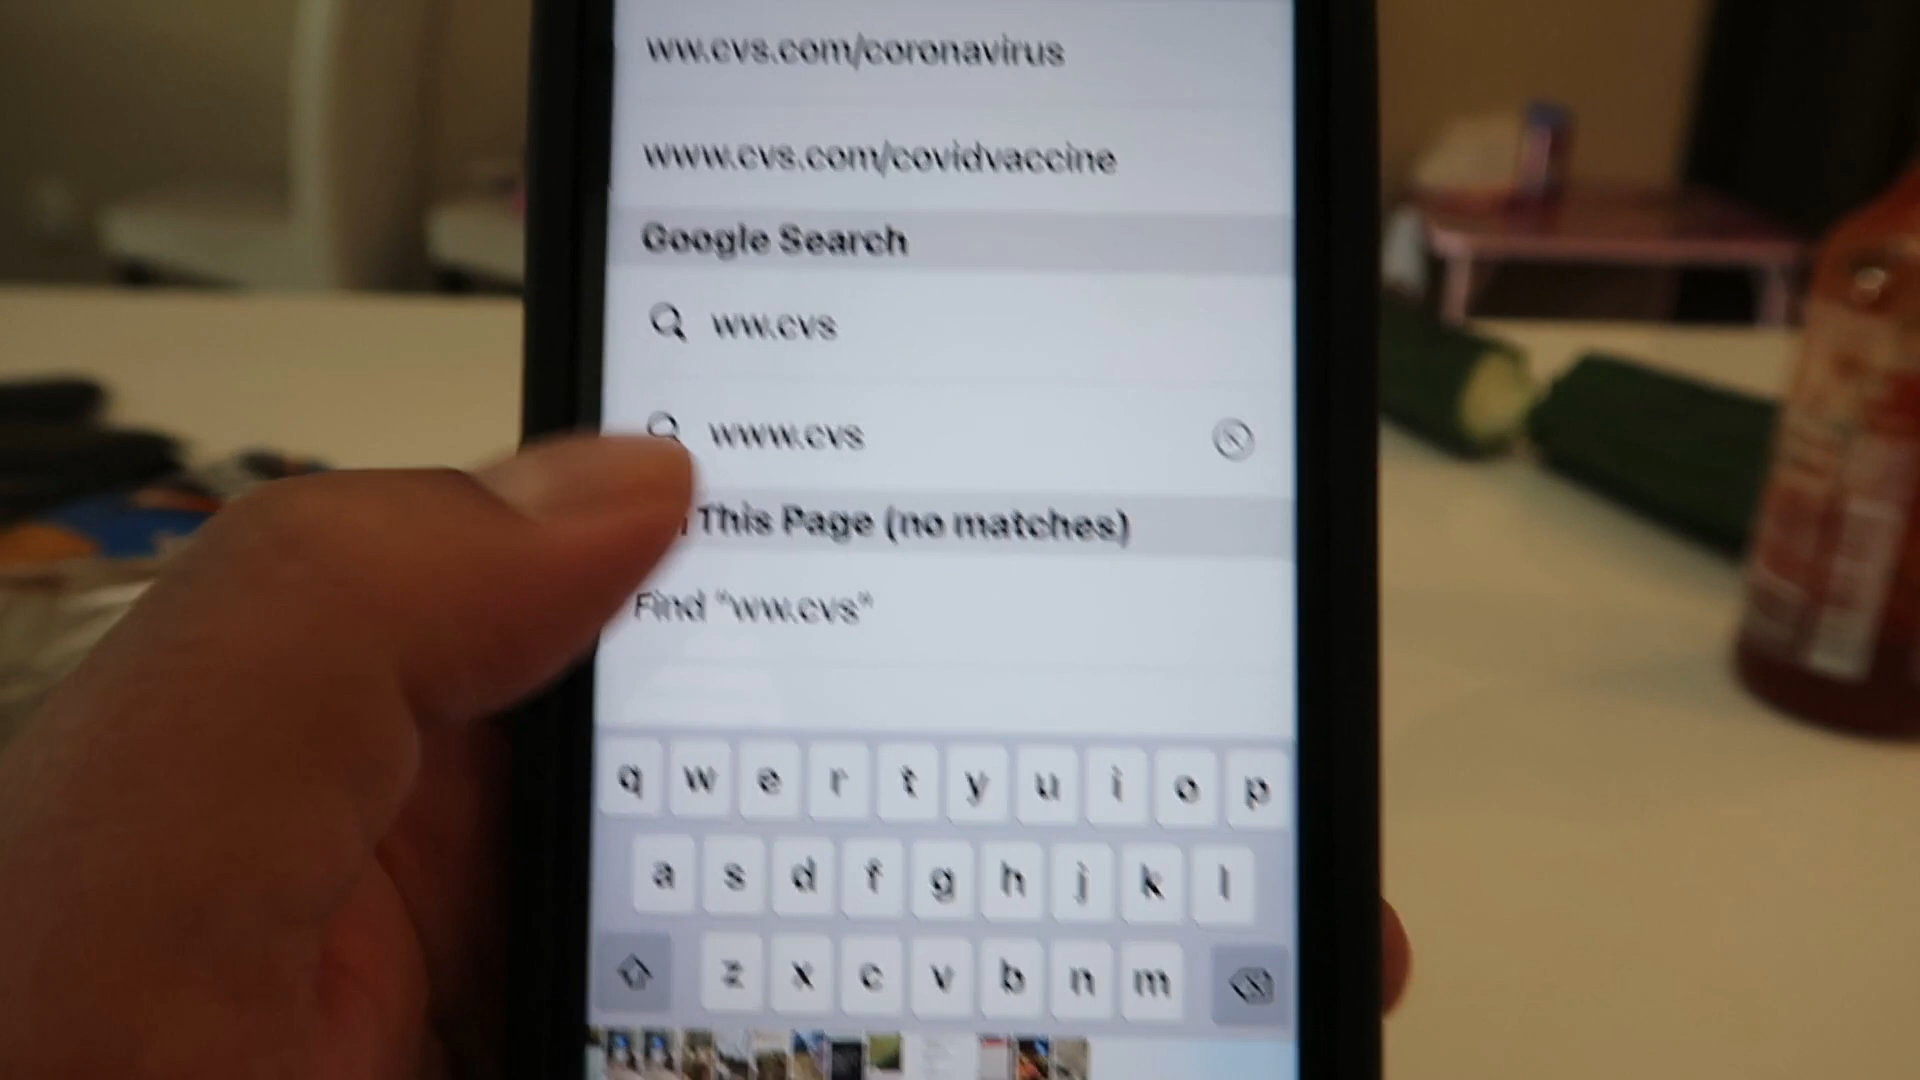 ww.cvs.com/coronavirus
www.cvs.com/covidvaccine
Google Search
ww.cvs
www.cvs
This Page (no matches)
Find "ww.cvs"
q w e r t y u i o p
a s d f g h j k l
z x c v b n m